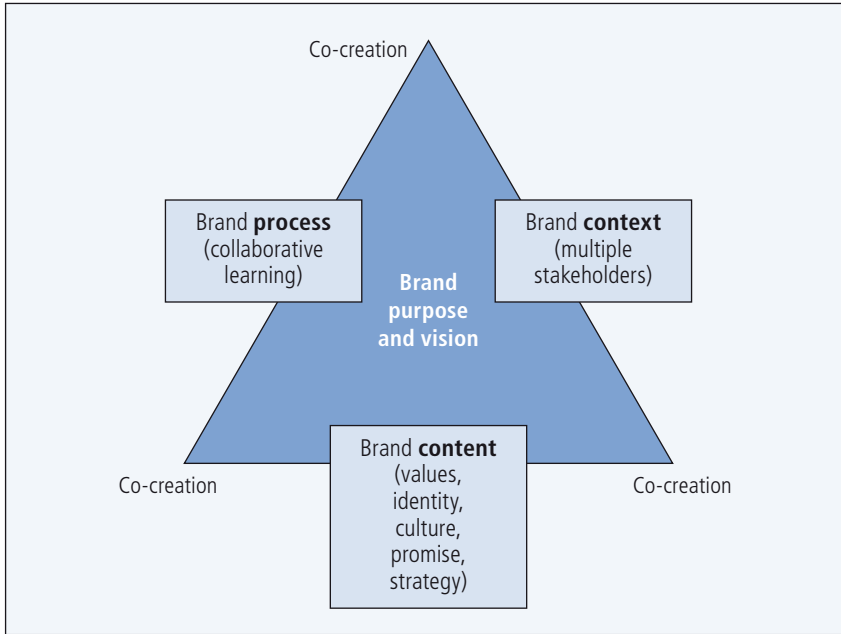 Co-creation
Brand process
(collaborative
learning)
Brand context
(multiple
stakeholders)
Brand
purpose
and vision
Brand content
(values,
identity,
culture,
promise,
strategy)
Co-creation
Co-creation